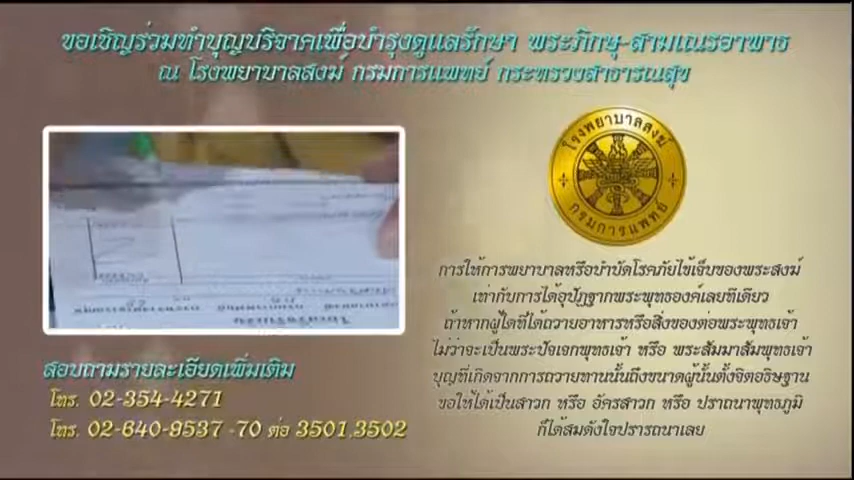 ขอเชิญร่วมทำบุญบริจาคเพื่อบำรุงดูแลรักษา พระภิกษุ-สามเณรอาพาธ
ณ โรงพยาบาลสงฆ์ กรมการแพทย์ กระทรวงสาธารณสุข
โรงพยาบาลสงฆ์
กรมการแพทย์
การให้การพยาบาลหรือบำบัดโรคภัยไข้เจ็บของพระสงฆ์
เท่ากับการได้อุปัฏฐากพระพุทธองค์เลยทีเดียว
ถ้าหากผู้ใดที่ได้ถวายอาหารหรือสิ่งของต่อพระพุทธเจ้า
ไม่ว่าจะเป็นพระปัจเจกพุทธเจ้า หรือ พระสัมมาสัมพุทธเจ้า
บุญที่เกิดจากการถวายทานนั้นถึงขนาดผู้นั้นตั้งจิตอธิษฐาน
ขอให้ได้เป็นสาวก หรือ อัครสาวก หรือ ปราถนาพุทธภูมิ
ก็ได้สมดังใจปรารถนาเลย
สอบถามรายละเอียดเพิ่มเติม
โทร. 02-354-4271
โทร. 02-640-9537 -70 ต่อ 3501,3502